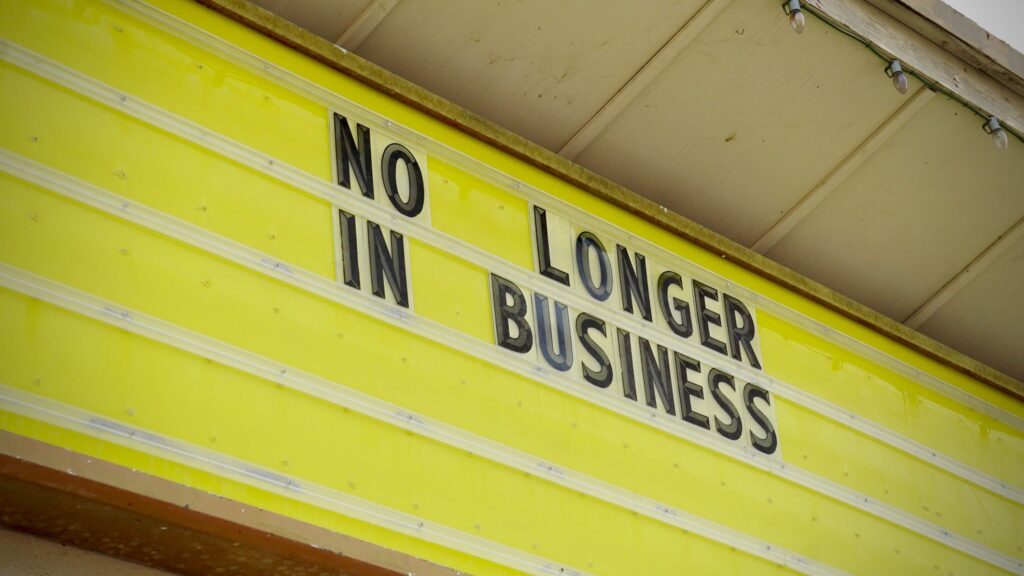 NO LONGER
IN BUSINESS